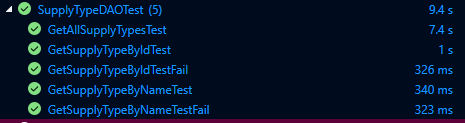 SupplyTypeDAOTest (5) 9.4 s
GetAllSupplyTypesTest 7.4 s
GetSupplyTypeByIdTest 1 s
GetSupplyTypeByIdTestFail 326 ms
GetSupplyTypeByNameTest 340 ms
GetSupplyTypeByNameTestFail 323 ms